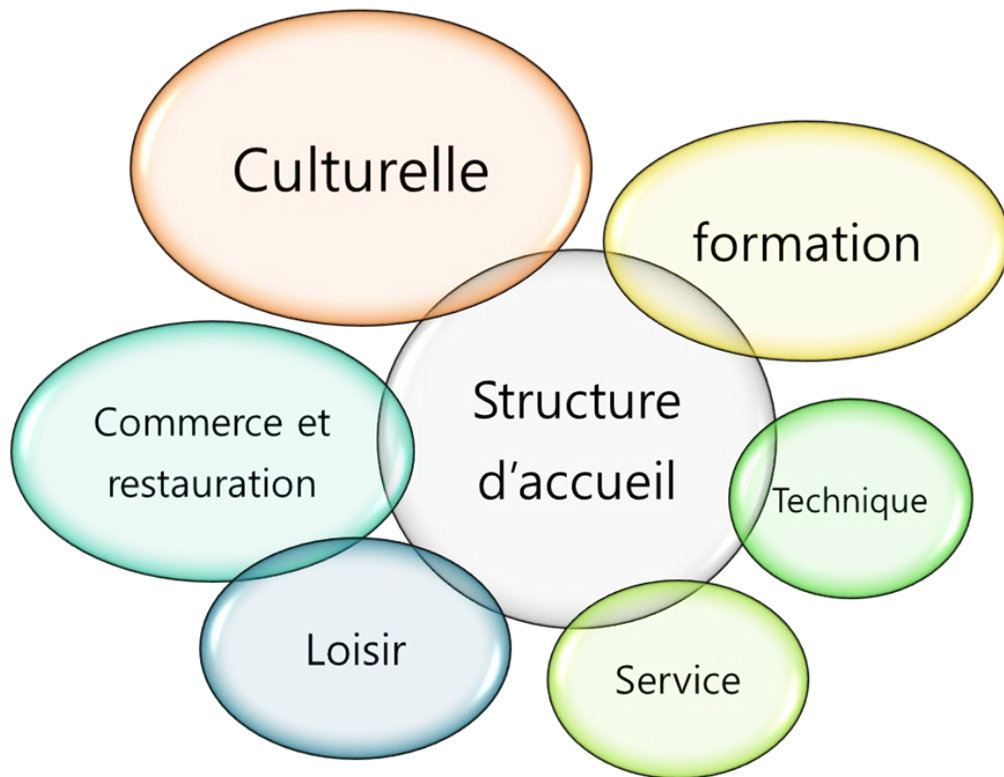 Culturelle
formation
Structure
d'accueil
Commerce et
restauration
Technique
Loisir
Service